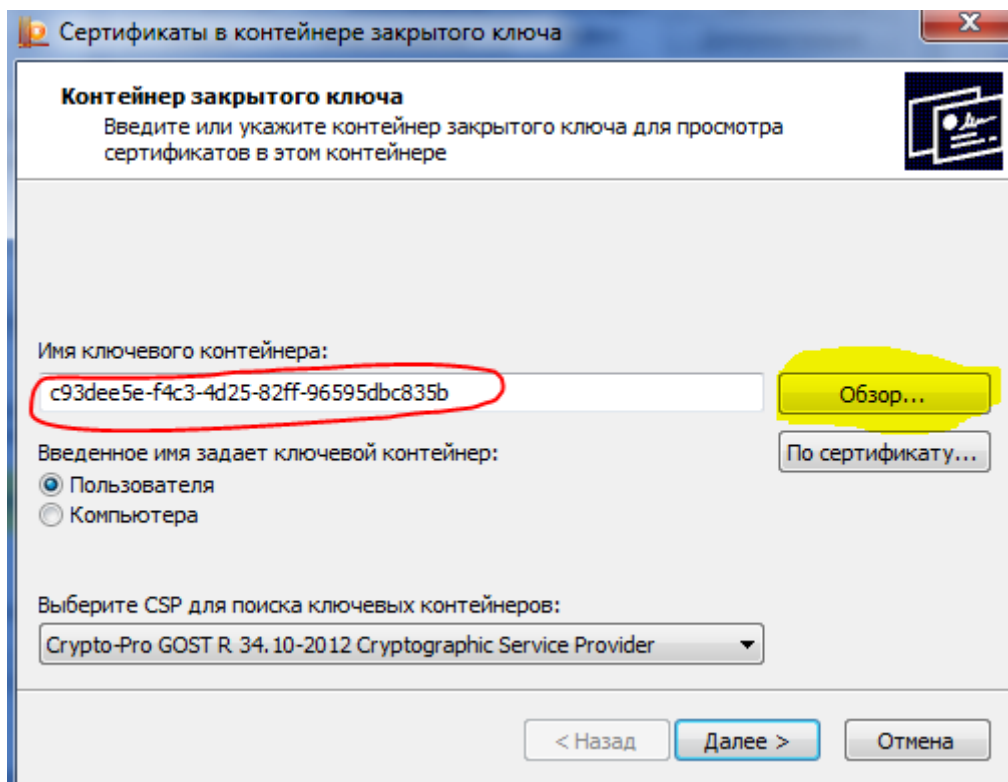 Сертификаты в контейнере закрытого ключа
Контейнер закрытого ключа
Введите или укажите контейнер закрытого ключа для просмотра
сертификатов в этом контейнере
Имя ключевого контейнера:
c93dee5e-f4c3-4d25-82ff-96595dbc835b
Обзор...
Введенное имя задает ключевой контейнер:
По сертификату...
Пользователя
Компьютера
Выберите CSP для поиска ключевых контейнеров:
Crypto-Pro GOST R 34.10-2012 Cryptographic Service Provider
< Назад
Далее >
Отмена